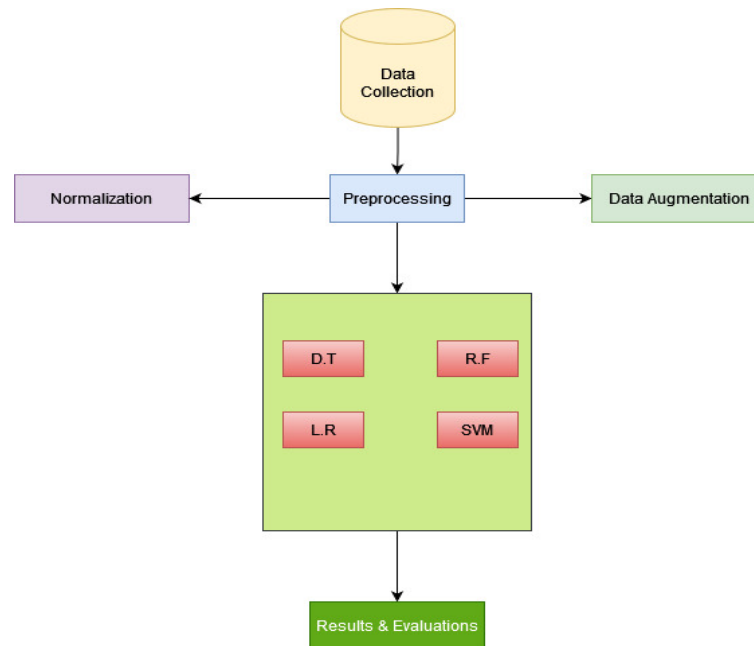 Data
Collection
Normalization
Preprocessing
Data Augmentation
D.T
R.F
L.R
SVM
Results & Evaluations